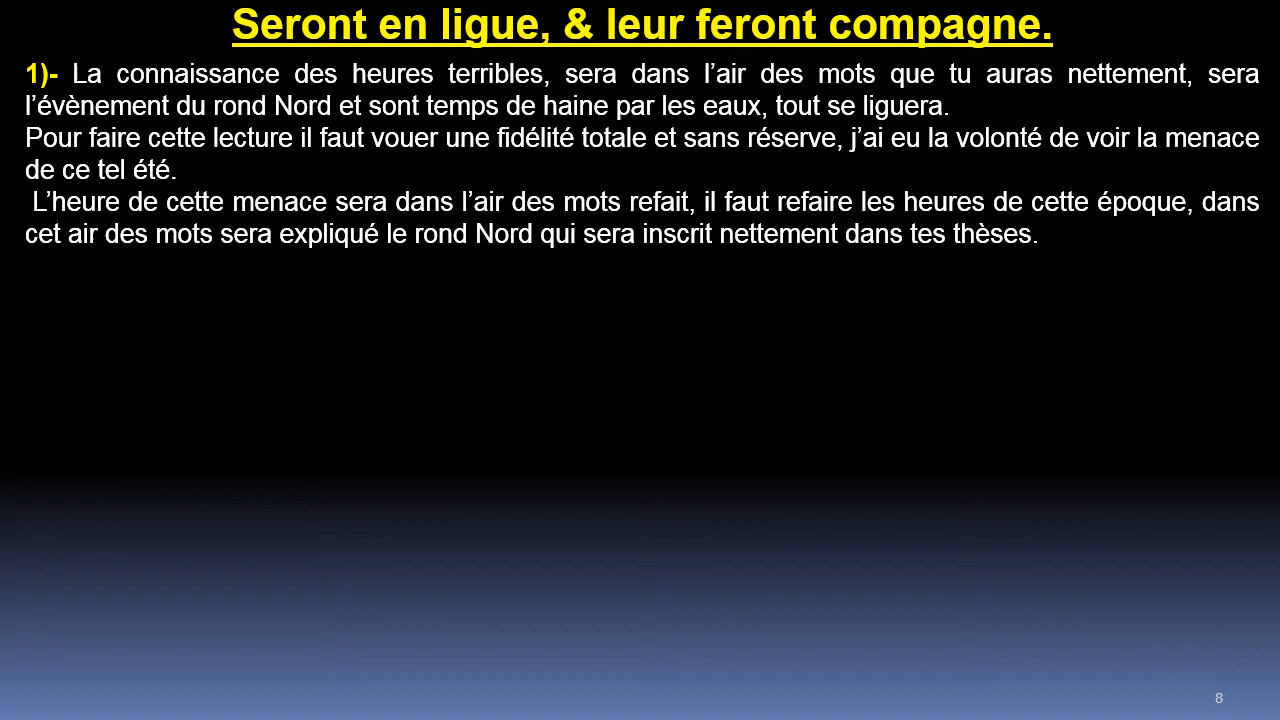 Seront en ligue, & leur feront compagne.
1)- La connaissance des heures terribles, sera dans l’air des mots que tu auras nettement, sera
l’évènement du rond Nord et sont temps de haine par les eaux, tout se liguera.
Pour faire cette lecture il faut vouer une fidélité totale et sans réserve, j’ai eu la volonté de voir la menace
de ce tel été.
L’heure de cette menace sera dans l’air des mots refait, il faut refaire les heures de cette époque, dans
cet air des mots sera expliqué le rond Nord qui sera inscrit nettement dans tes thèses.
8